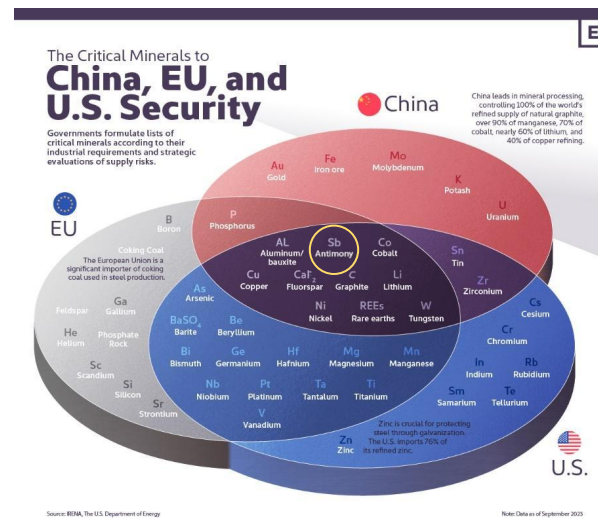 E
The Critical Minerals to
China, EU, and
U.S. Security
Governments formulate lists of
critical minerals according to their
industrial requirements and strategic
evaluations of supply risks.
China
China leads in mineral processing,
controlling 100% of the world's
refined supply of natural graphite,
over 90% of manganese, 70% of
cobalt, nearly 60% of lithium, and
40% of copper refining.
Au
Gold
Fe
Iron ore
Mo
Molybdenum
K
Potash
U
Uranium
EU
B
Boron
P
Phosphorus
Coking Coal
The European Union is a
significant importer of coking
coal used in steel production.
AL
Aluminum/
bauxite
Sb
Antimony
Co
Cobalt
Sn
Tin
Cu
Copper
CaF2
Fluorspar
C
Graphite
Li
Lithium
Zr
Zirconium
Ni
Nickel
REEs
Rare earths
W
Tungsten
As
Arsenic
Feldspar
Ga
Gallium
He
Helium
Phosphate
Rock
Sc
Scandium
Si
Silicon
Sr
Strontium
BaSO4
Barite
Be
Beryllium
Bi
Bismuth
Ge
Germanium
Hf
Hafnium
Mg
Magnesium
Mn
Manganese
Nb
Niobium
Pt
Platinum
Ta
Tantalum
Ti
Titanium
V
Vanadium
Cs
Cesium
Cr
Chromium
In
Indium
Rb
Rubidium
Sm
Samarium
Te
Tellurium
Zn
Zinc
Zinc is crucial for protecting
steel through galvanization.
The U.S. imports 76% of
its refined zinc.
U.S.
Source: IRENA, The U.S. Department of Energy
Note: Data as of September 2023